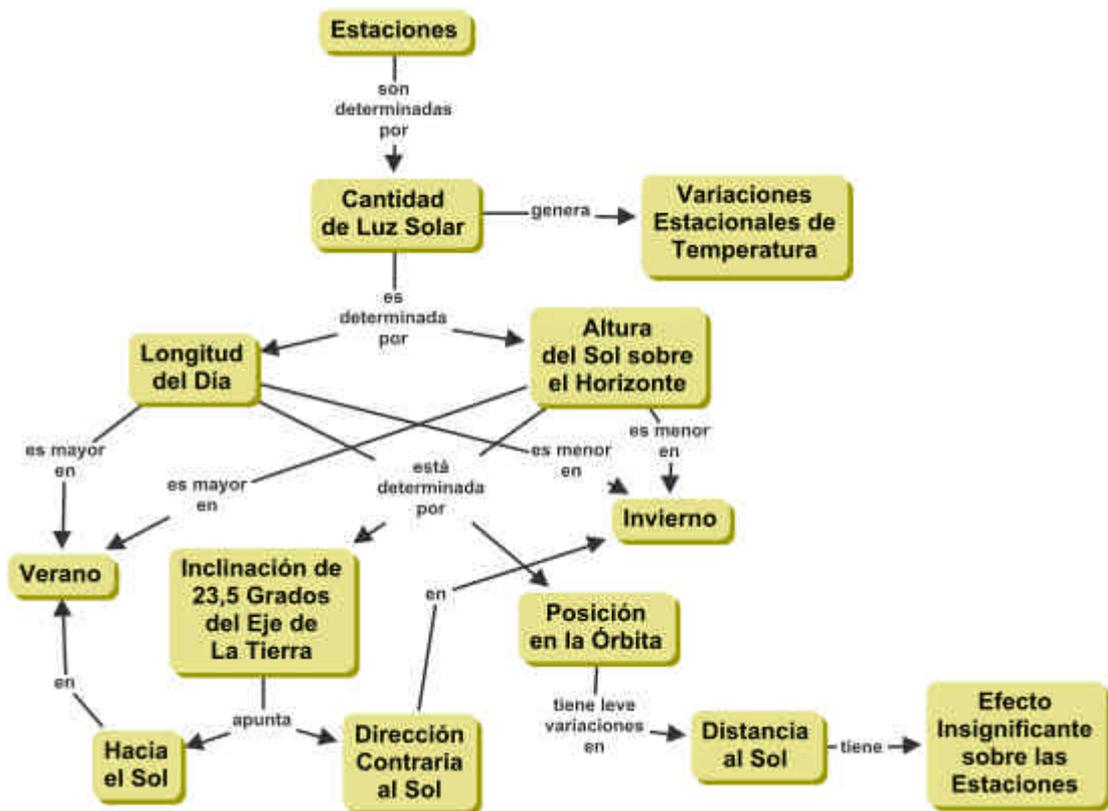 Estaciones
son
determinadas
por
Cantidad
de Luz Solar
genera
Variaciones
Estacionales de
Temperatura
es
determinada
por
Longitud
del Día
Altura
del Sol sobre
el Horizonte
es mayor
en
es mayor
en
está
determinada
por
es menor
en
es menor
en
Verano
Inclinación de
23,5 Grados
del Eje de
La Tierra
en
Invierno
Posición
en la Órbita
en
apunta
Hacia
el Sol
Dirección
Contraria
al Sol
tiene leve
variaciones
en
Distancia
al Sol
tiene
Efecto
Insignificante
sobre las
Estaciones